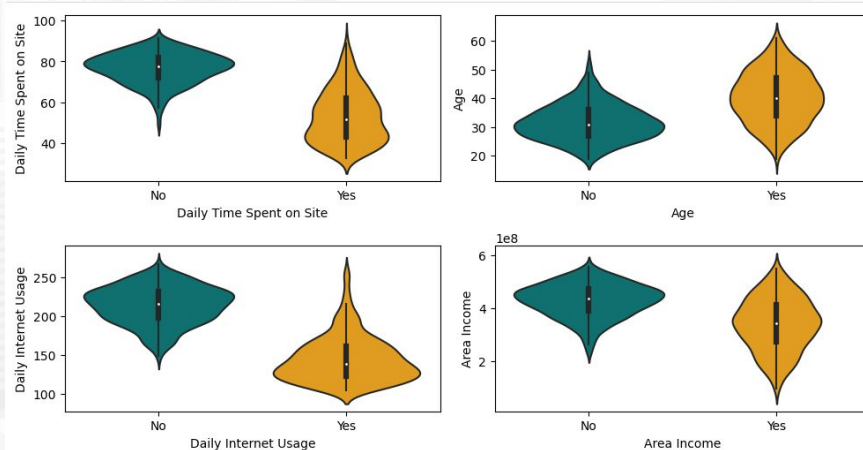 100
80
60
40
Daily Time Spent on Site
No
Yes
Daily Time Spent on Site
60
50
40
30
20
Age
No
Yes
Age
250
200
150
100
Daily Internet Usage
No
Yes
Daily Internet Usage
1e8
6
4
2
Area Income
No
Yes
Area Income